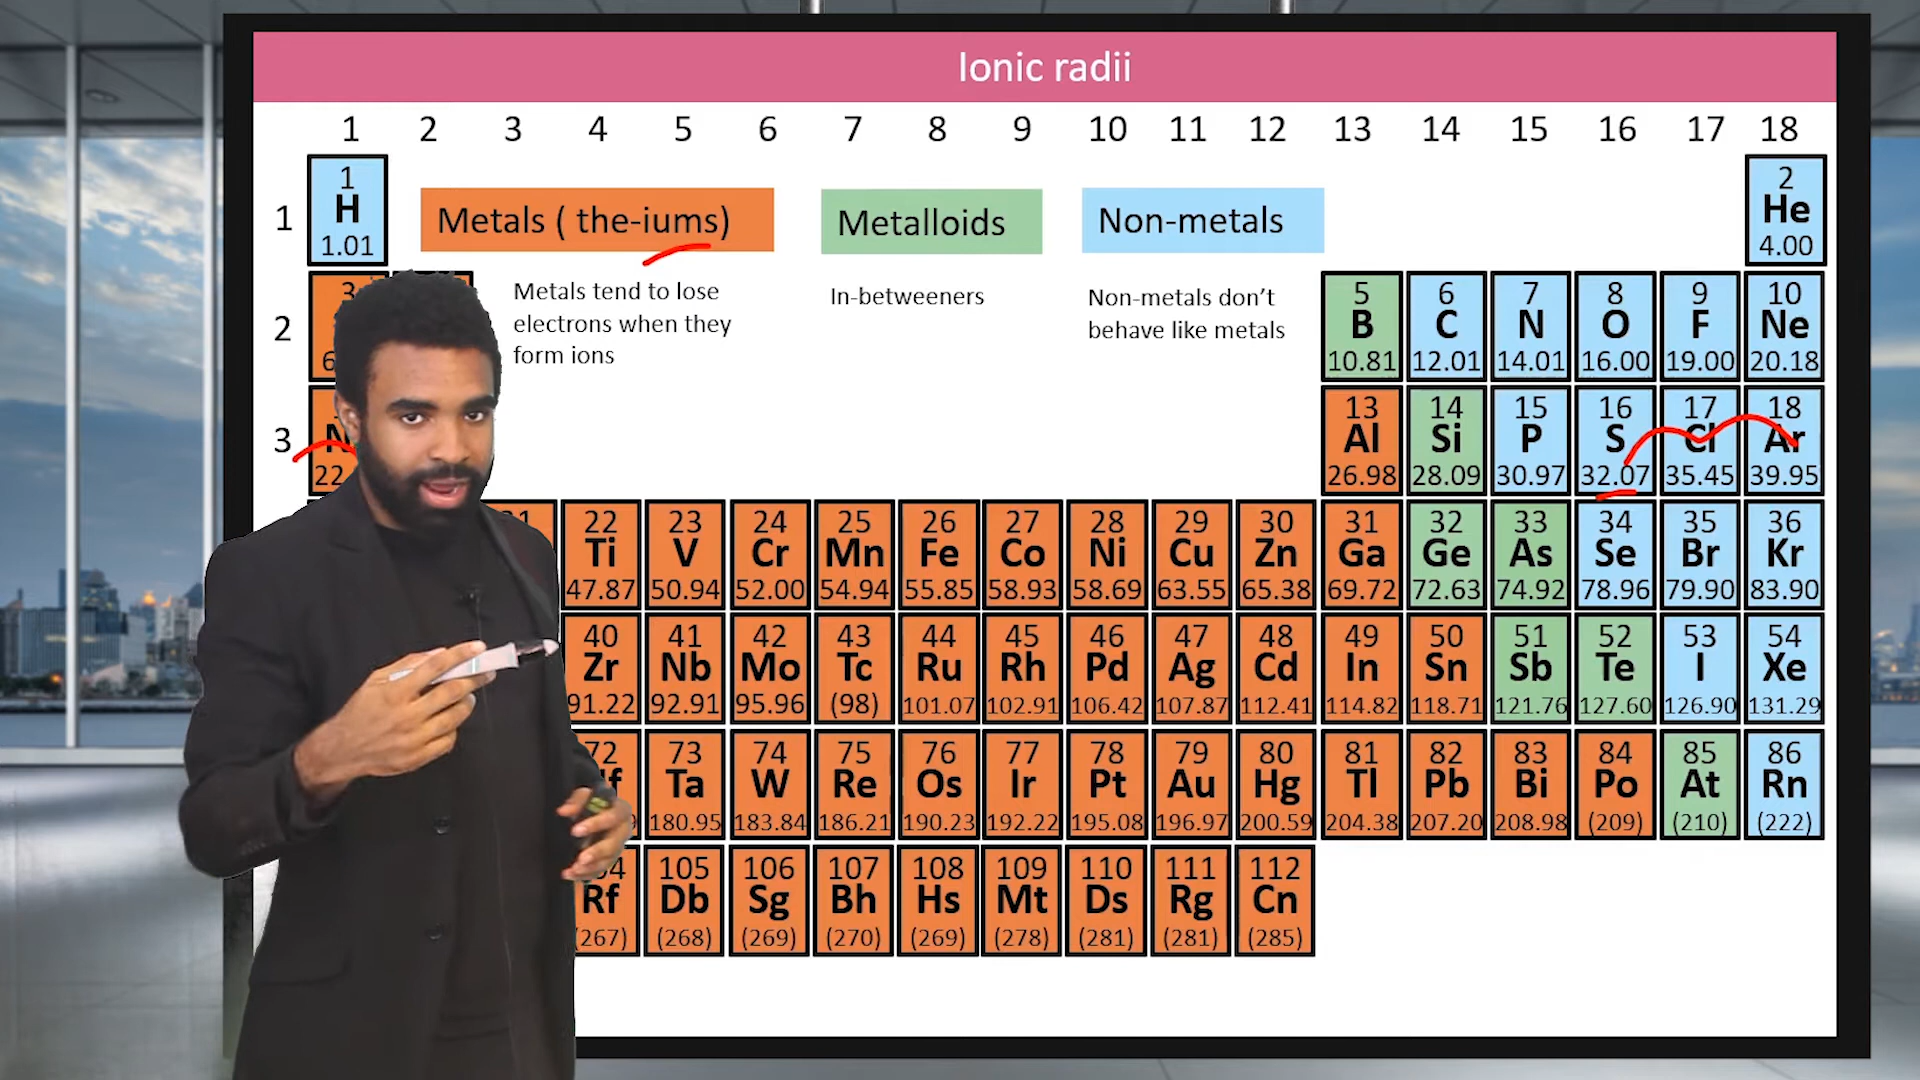 Ionic radii
1 2 3 4 5 6 7 8 9 10 11 12 13 14 15 16 17 18
1 2
1 H Metals ( the-iums) Metalloids Non-metals He
1.01 4.00
Metals tend to lose
electrons when they
form ions
In-betweeners
Non-metals don't
behave like metals
3 5 6 7 8 9 10
2 B C N O F Ne
6 10.81 12.01 14.01 16.00 19.00 20.18
13 14 15 16 17 18
3 N Al Si P S Cl Ar
22 26.98 28.09 30.97 32.07 35.45 39.95
21 22 23 24 25 26 27 28 29 30 31 32 33 34 35 36
Ti V Cr Mn Fe Co Ni Cu Zn Ga Ge As Se Br Kr
47.87 50.94 52.00 54.94 55.85 58.93 58.69 63.55 65.38 69.72 72.63 74.92 78.96 79.90 83.90
40 41 42 43 44 45 46 47 48 49 50 51 52 53 54
Zr Nb Mo Tc Ru Rh Pd Ag Cd In Sn Sb Te I Xe
91.22 92.91 95.96 (98) 101.07 102.91 106.42 107.87 112.41 114.82 118.71 121.76 127.60 126.90 131.29
72 73 74 75 76 77 78 79 80 81 82 83 84 85 86
Hf Ta W Re Os Ir Pt Au Hg Tl Pb Bi Po At Rn
180.95 183.84 186.21 190.23 192.22 195.08 196.97 200.59 204.38 207.20 208.98 (209) (210) (222)
104 105 106 107 108 109 110 111 112
Rf Db Sg Bh Hs Mt Ds Rg Cn
(267) (268) (269) (270) (269) (278) (281) (281) (285)